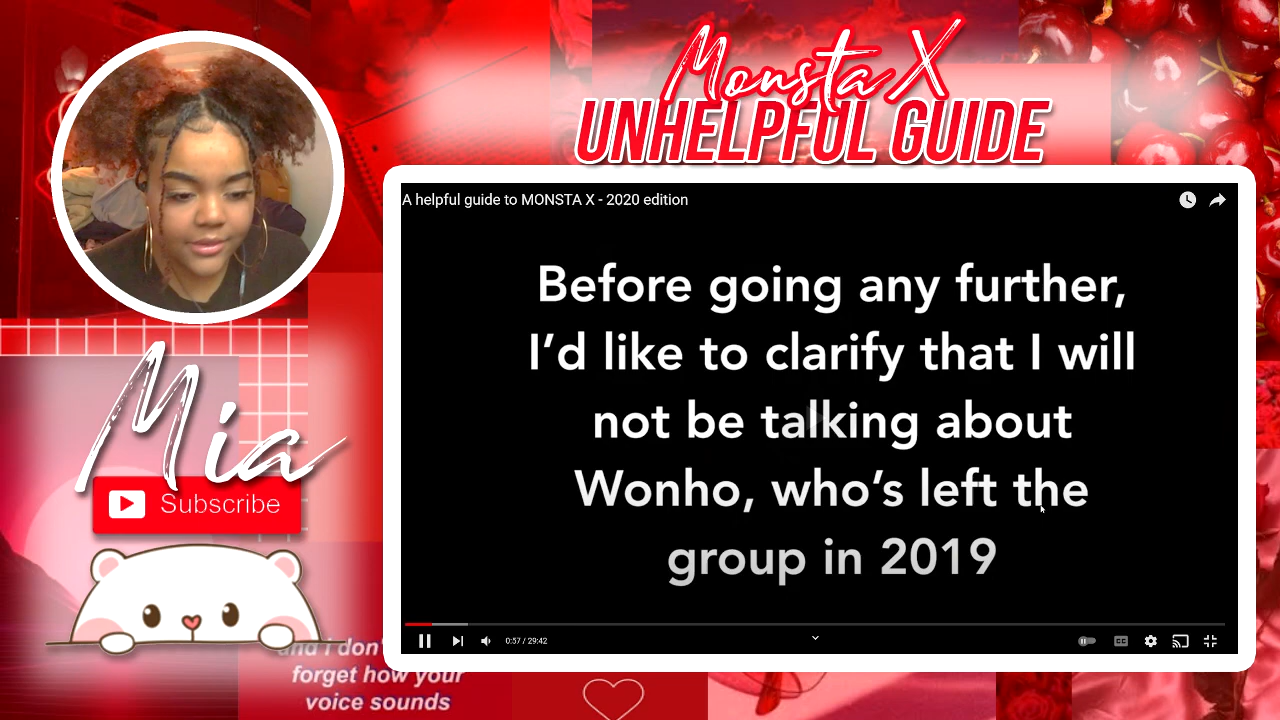 Monsta X
UNHELPFUL GUIDE
A helpful guide to MONSTA X - 2020 edition
Before going any further,
I'd like to clarify that I will
not be talking about
Wonho, who's left the
group in 2019
0:57 / 29:42
CC
Mia
Subscribe
and i don't
forget how your
voice sounds